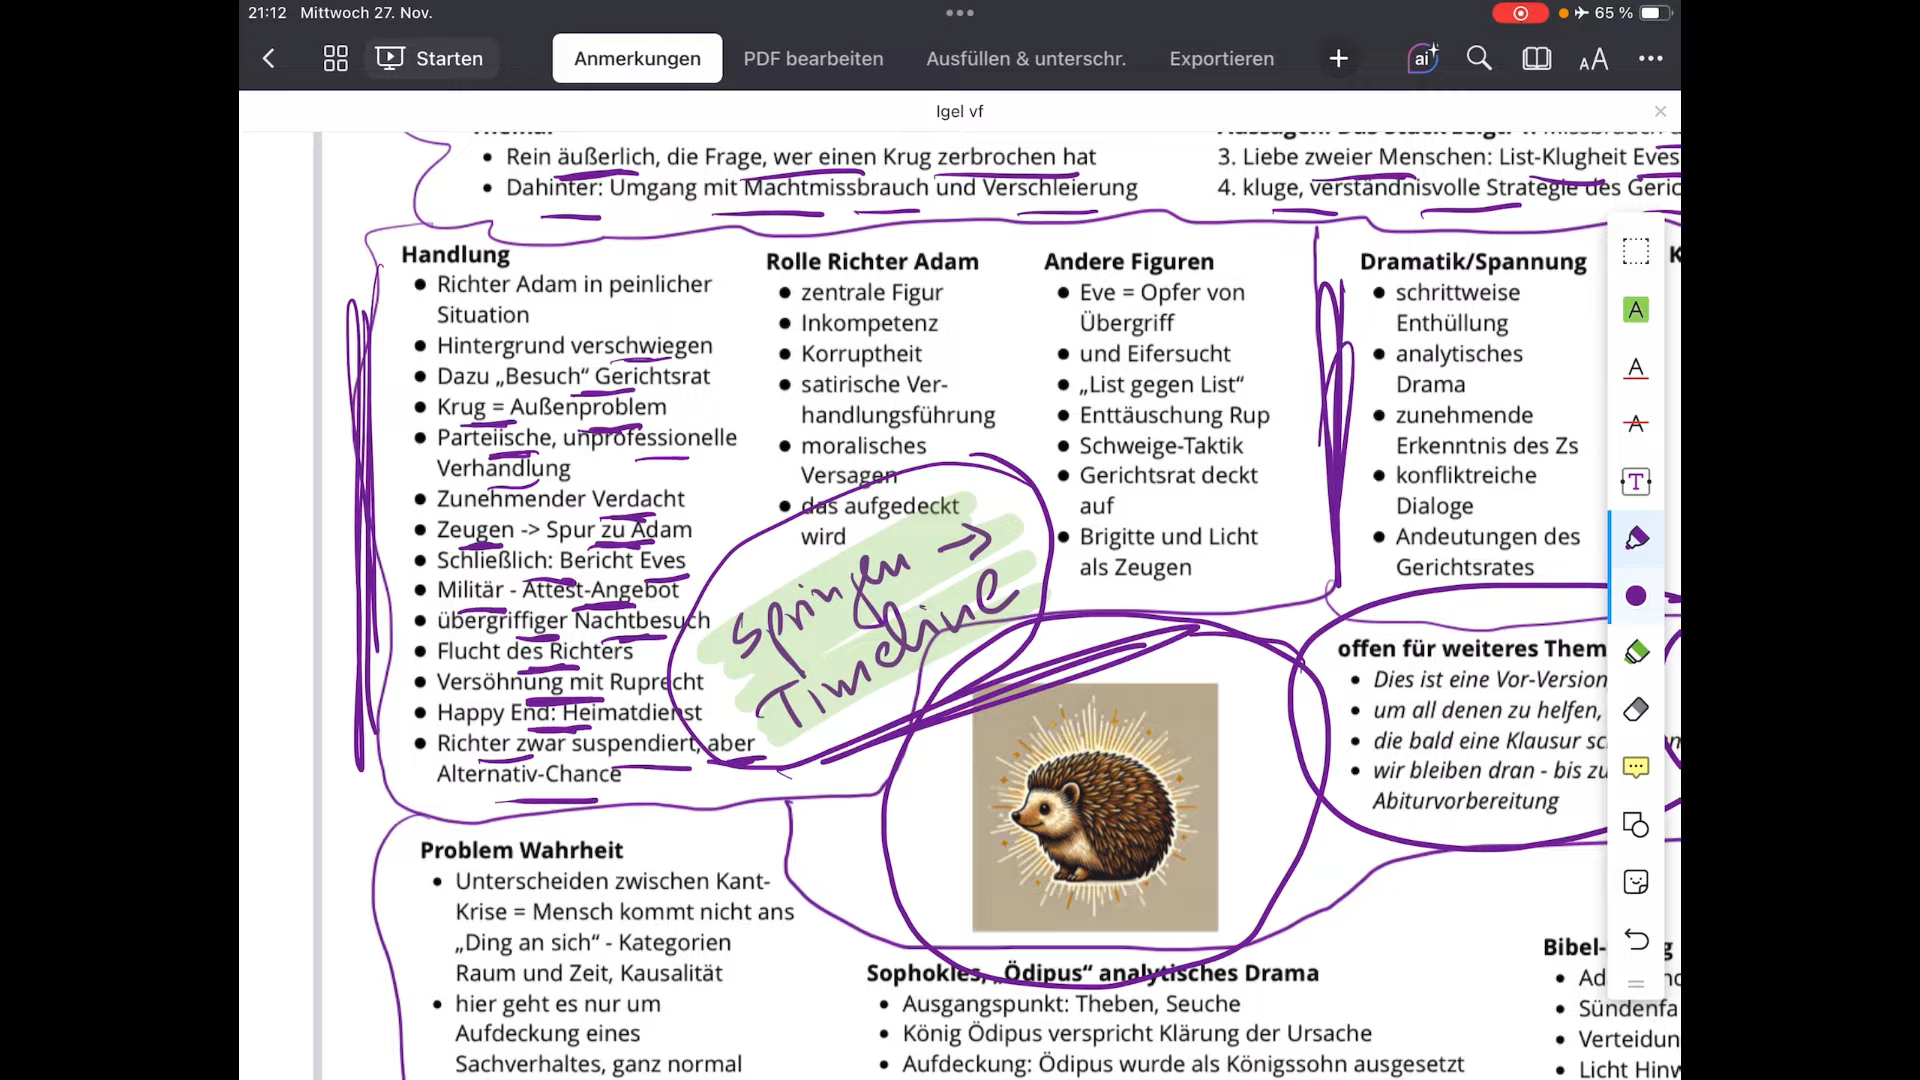 21:12 Mittwoch 27. Nov.
65 %
Starten
Anmerkungen
PDF bearbeiten
Ausfüllen & unterschr.
Exportieren
ai
AA
Igel vf
Rein äußerlich, die Frage, wer einen Krug zerbrochen hat
Dahinter: Umgang mit Machtmissbrauch und Verschleierung
3. Liebe zweier Menschen: List-Klugheit Eves
4. kluge, verständnisvolle Strategie des
Handlung
Richter Adam in peinlicher
Situation
Hintergrund verschwiegen
Dazu „Besuch“ Gerichtsrat
Krug = Außenproblem
Parteiische, unprofessionelle
Verhandlung
Zunehmender Verdacht
Zeugen -> Spur zu Adam
Schließlich: Bericht Eves
Militär - Attest-Angebot
übergriffiger Nachtbesuch
Flucht des Richters
Versöhnung mit Ruprecht
Happy End: Heimatdienst
Richter zwar suspendiert, aber
Alternativ-Chance
Rolle Richter Adam
zentrale Figur
Inkompetenz
Korruptheit
satirische Ver-
handlungsführung
moralisches
Versagen
das aufgedeckt
wird
Andere Figuren
Eve = Opfer von
Übergriff
und Eifersucht
„List gegen List“
Enttäuschung Rup
Schweige-Taktik
Gerichtsrat deckt
auf
Brigitte und Licht
als Zeugen
Dramatik/Spannung
schrittweise
Enthüllung
analytisches
Drama
zunehmende
Erkenntnis des Zs
konfliktreiche
Dialoge
Andeutungen des
Gerichtsrates
springen →
Timeline
offen für weiteres Them
Dies ist eine Vor-Version
um all denen zu helfen,
die bald eine Klausur
wir bleiben dran - bis
Abiturvorbereitung
Problem Wahrheit
Unterscheiden zwischen Kant-
Krise = Mensch kommt nicht ans
„Ding an sich“ - Kategorien
Raum und Zeit, Kausalität
hier geht es nur um
Aufdeckung eines
Sachverhaltes, ganz normal
Sophokles, „Ödipus“ analytisches Drama
Ausgangspunkt: Theben, Seuche
König Ödipus verspricht Klärung der Ursache
Aufdeckung: Ödipus wurde als Königssohn ausgesetzt
Bibel-
Ad
Sündenfa
Verteidun
Licht Hinw